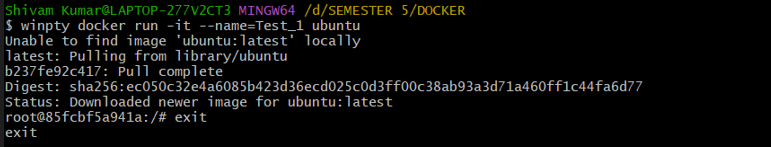 Shivam Kumar@LAPTOP-277V2CT3 MINGW64 /d/SEMESTER 5/DOCKER
$ winpty docker run -it --name=Test_1 ubuntu
Unable to find image 'ubuntu:latest' locally
latest: Pulling from library/ubuntu
b237fe92c417: Pull complete
Digest: sha256:ec050c32e4a6085b423d36ecd025c0d3ff00c38ab93a3d71a460ff1c44fa6d77
Status: Downloaded newer image for ubuntu:latest
root@85fcbf5a941a:/# exit
exit